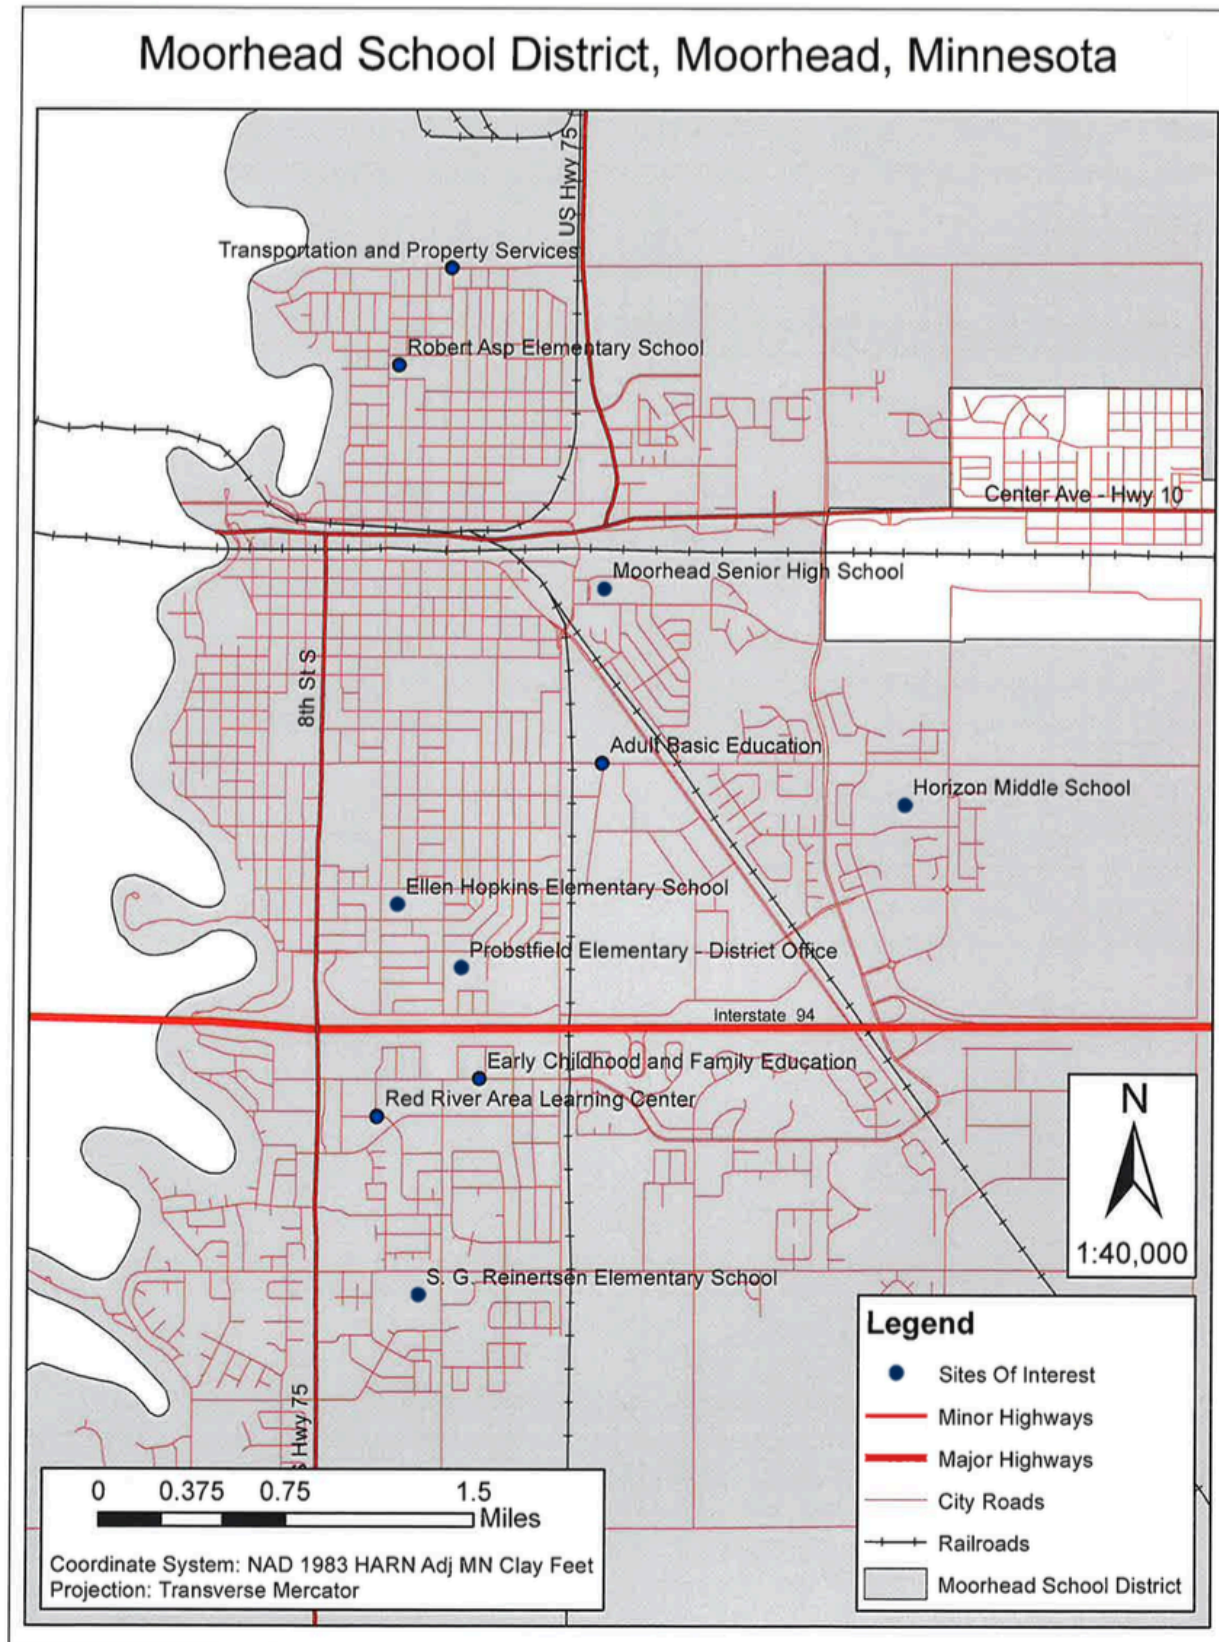 Moorhead School District, Moorhead, Minnesota
US Hwy 75
Transportation and Property Services
Robert Asp Elementary School
Center Ave - Hwy 10
Moorhead Senior High School
8th St S
Adult Basic Education
Horizon Middle School
Ellen Hopkins Elementary School
Probstfield Elementary - District Office
Interstate 94
Early Childhood and Family Education
Red River Area Learning Center
N
1:40,000
S. G. Reinertsen Elementary School
S Hwy 75
Legend
Sites Of Interest
Minor Highways
Major Highways
City Roads
Railroads
Moorhead School District
0 0.375 0.75 1.5
Miles
Coordinate System: NAD 1983 HARN Adj MN Clay Feet
Projection: Transverse Mercator